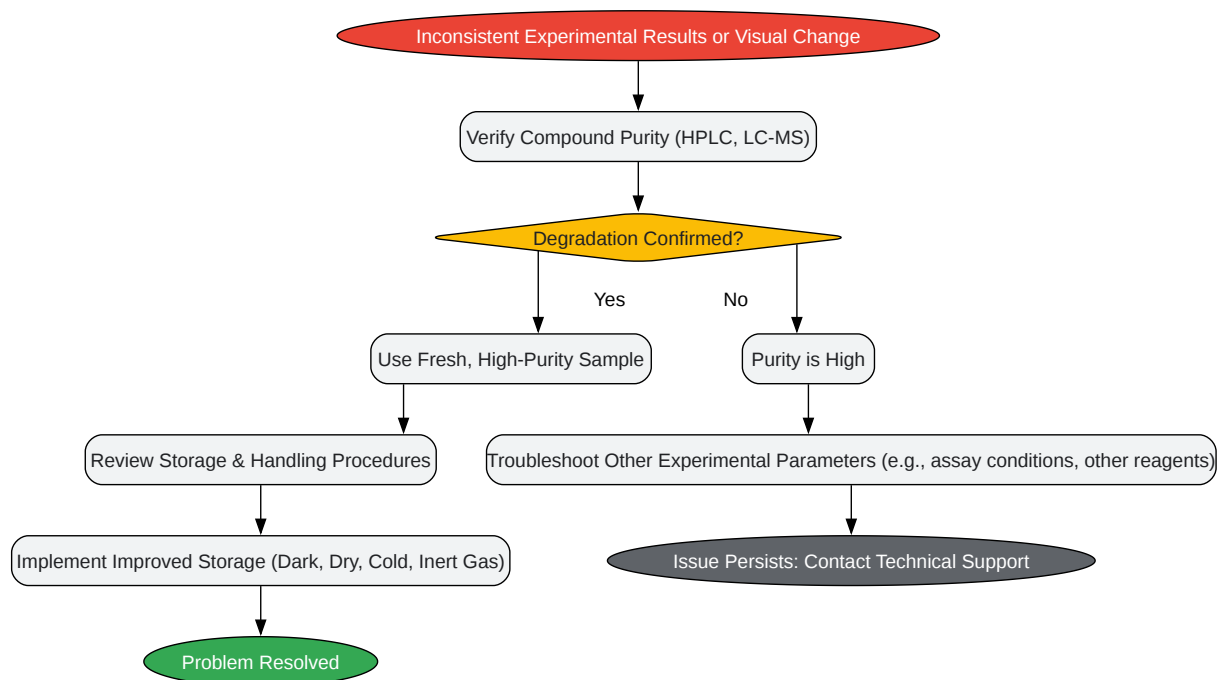 Inconsistent Experimental Results or Visual Change
Verify Compound Purity (HPLC, LC-MS)
Degradation Confirmed?
Yes
No
Use Fresh, High-Purity Sample
Purity is High
Review Storage & Handling Procedures
Troubleshoot Other Experimental Parameters (e.g., assay conditions, other reagents)
Implement Improved Storage (Dark, Dry, Cold, Inert Gas)
Issue Persists: Contact Technical Support
Problem Resolved